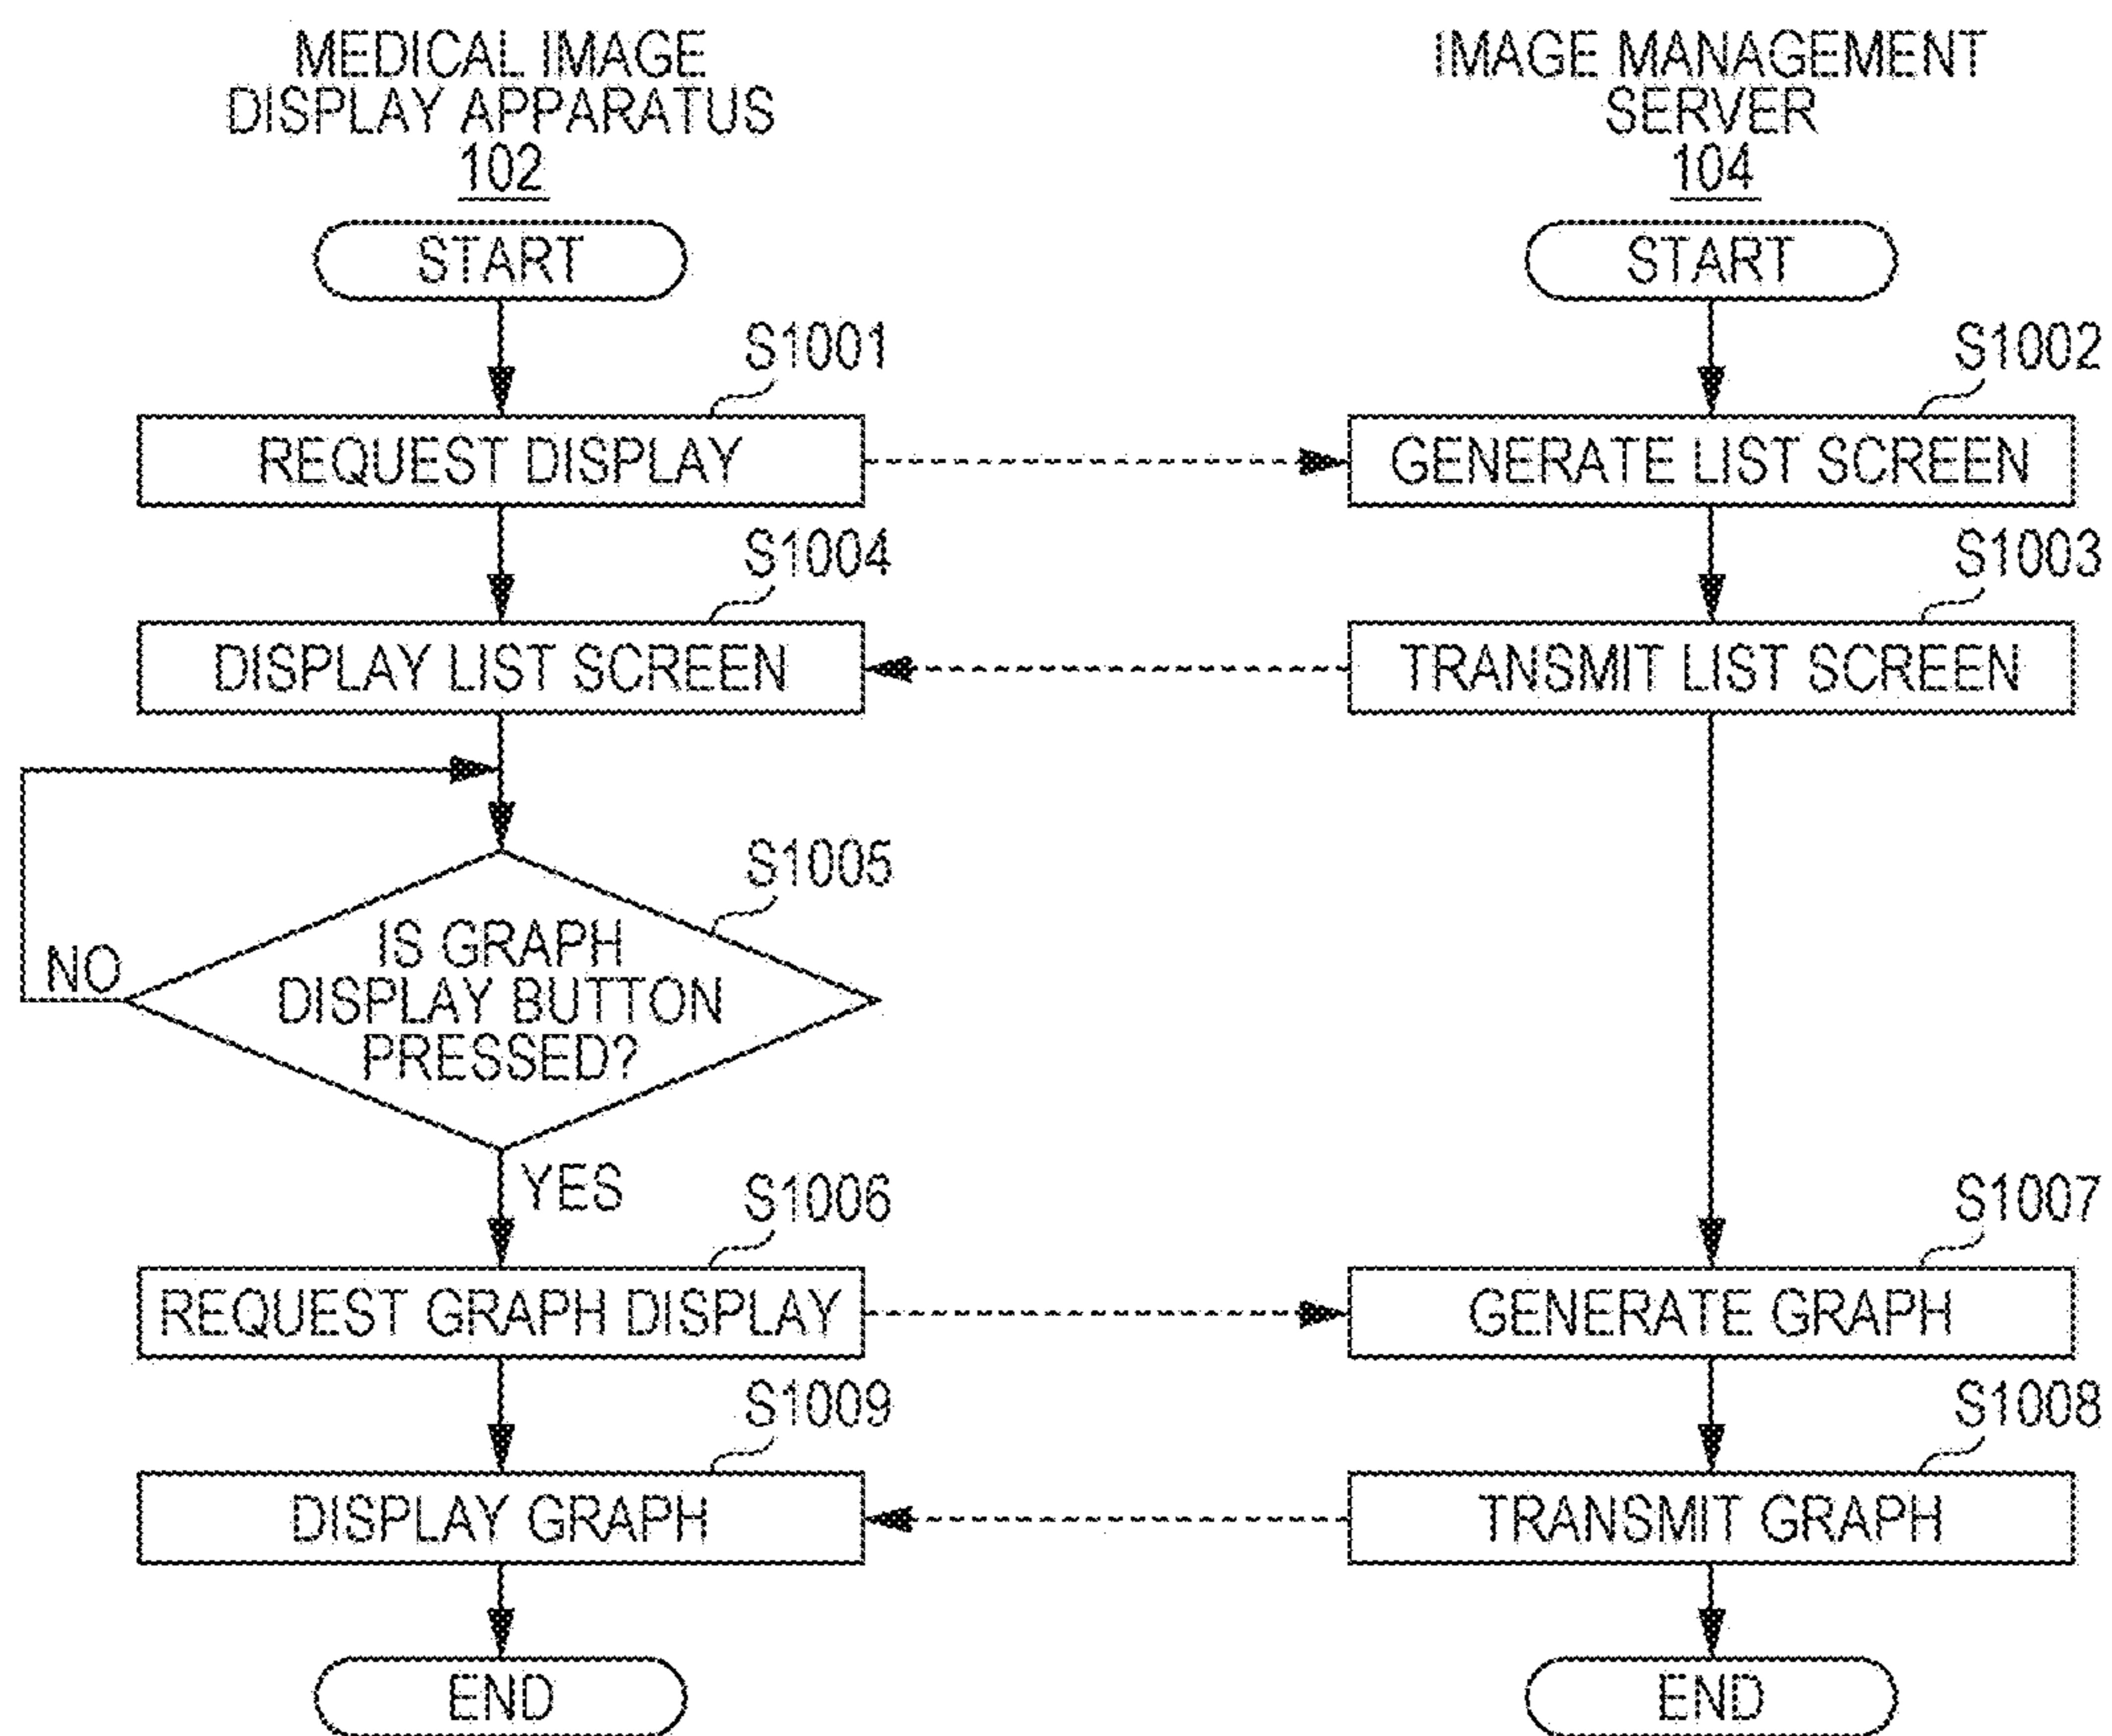 MEDICAL IMAGE
DISPLAY APPARATUS
102
START
S1001
REQUEST DISPLAY
S1004
DISPLAY LIST SCREEN
S1005
IS GRAPH
DISPLAY BUTTON
PRESSED?
NO
YES
S1006
REQUEST GRAPH DISPLAY
S1009
DISPLAY GRAPH
END
IMAGE MANAGEMENT
SERVER
104
START
S1002
GENERATE LIST SCREEN
S1003
TRANSMIT LIST SCREEN
S1007
GENERATE GRAPH
S1008
TRANSMIT GRAPH
END